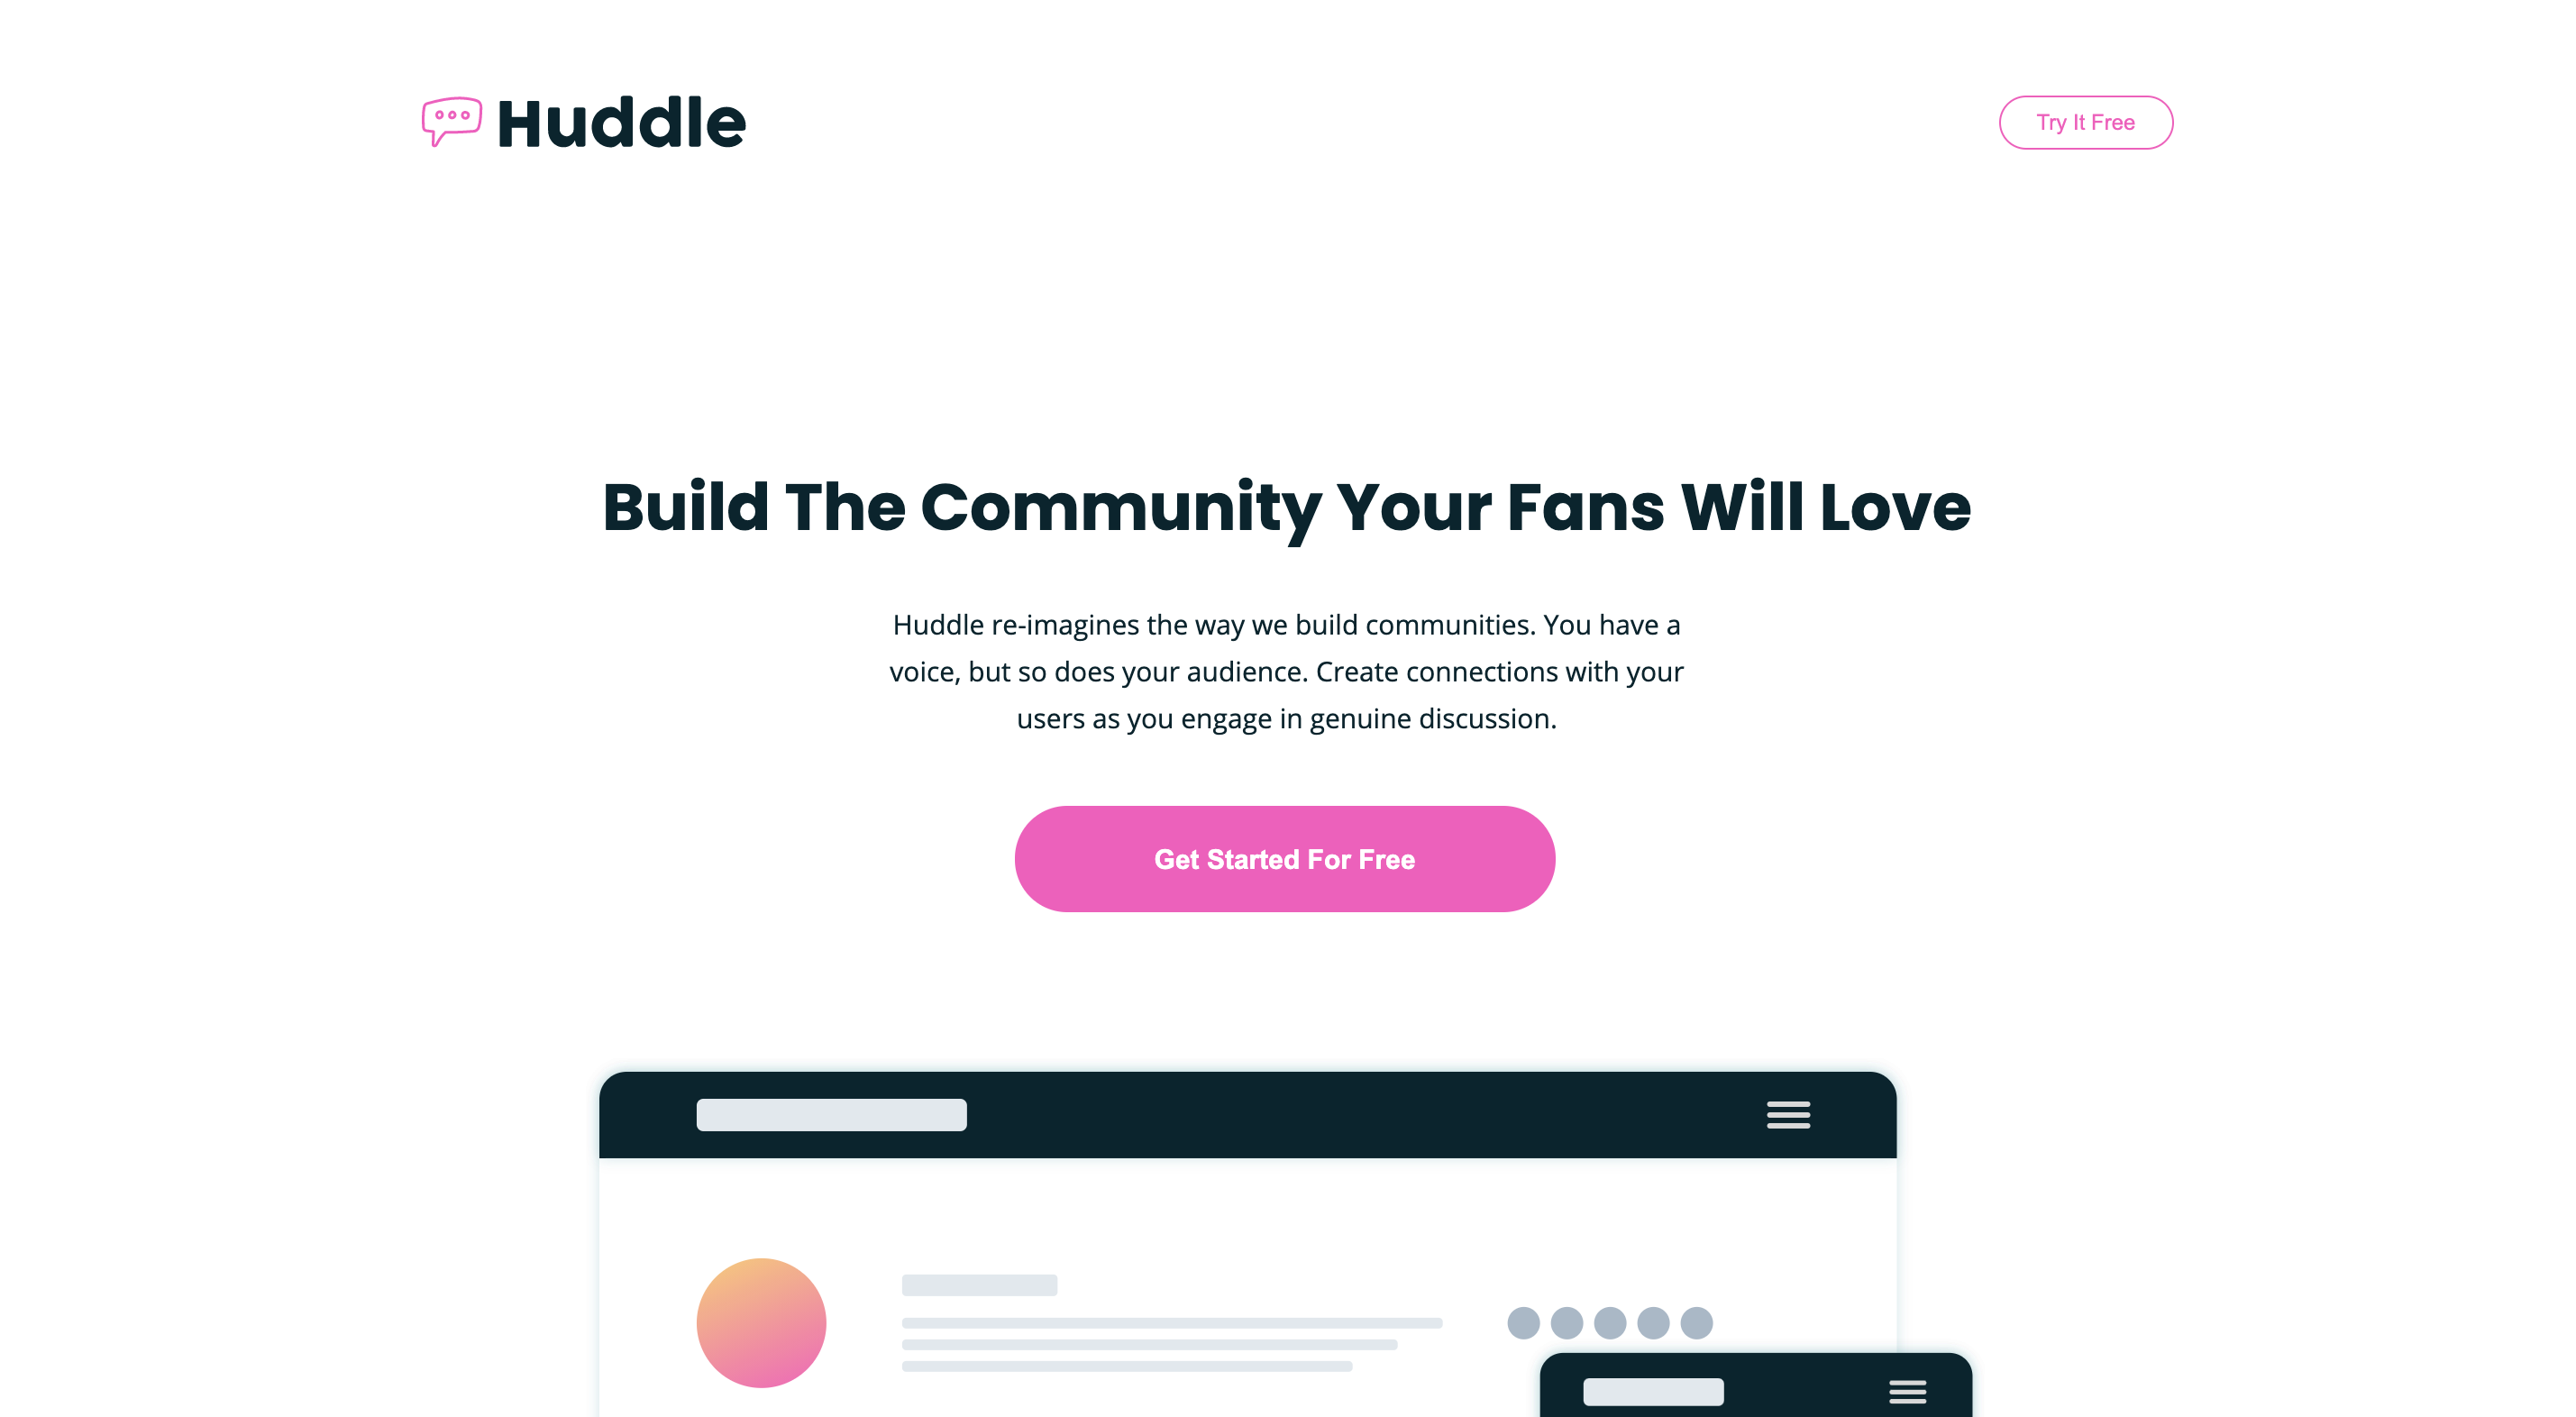 Huddle
Try It Free
Build The Community Your Fans Will Love
Huddle re-imagines the way we build communities. You have a
voice, but so does your audience. Create connections with your
users as you engage in genuine discussion.
Get Started For Free